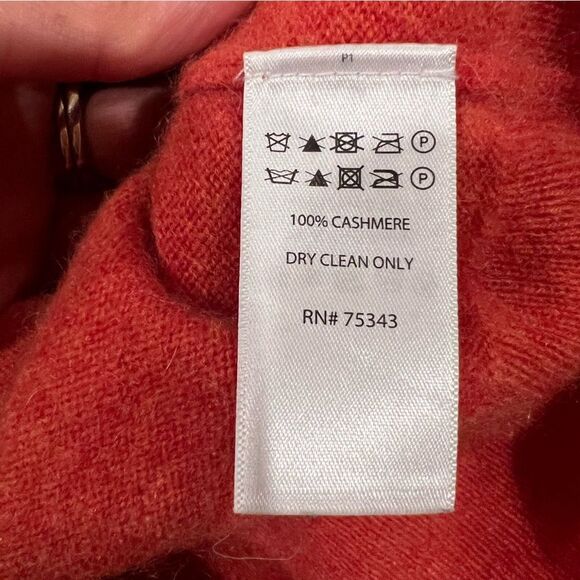 P1
P
P
100% CASHMERE
DRY CLEAN ONLY
RN# 75343